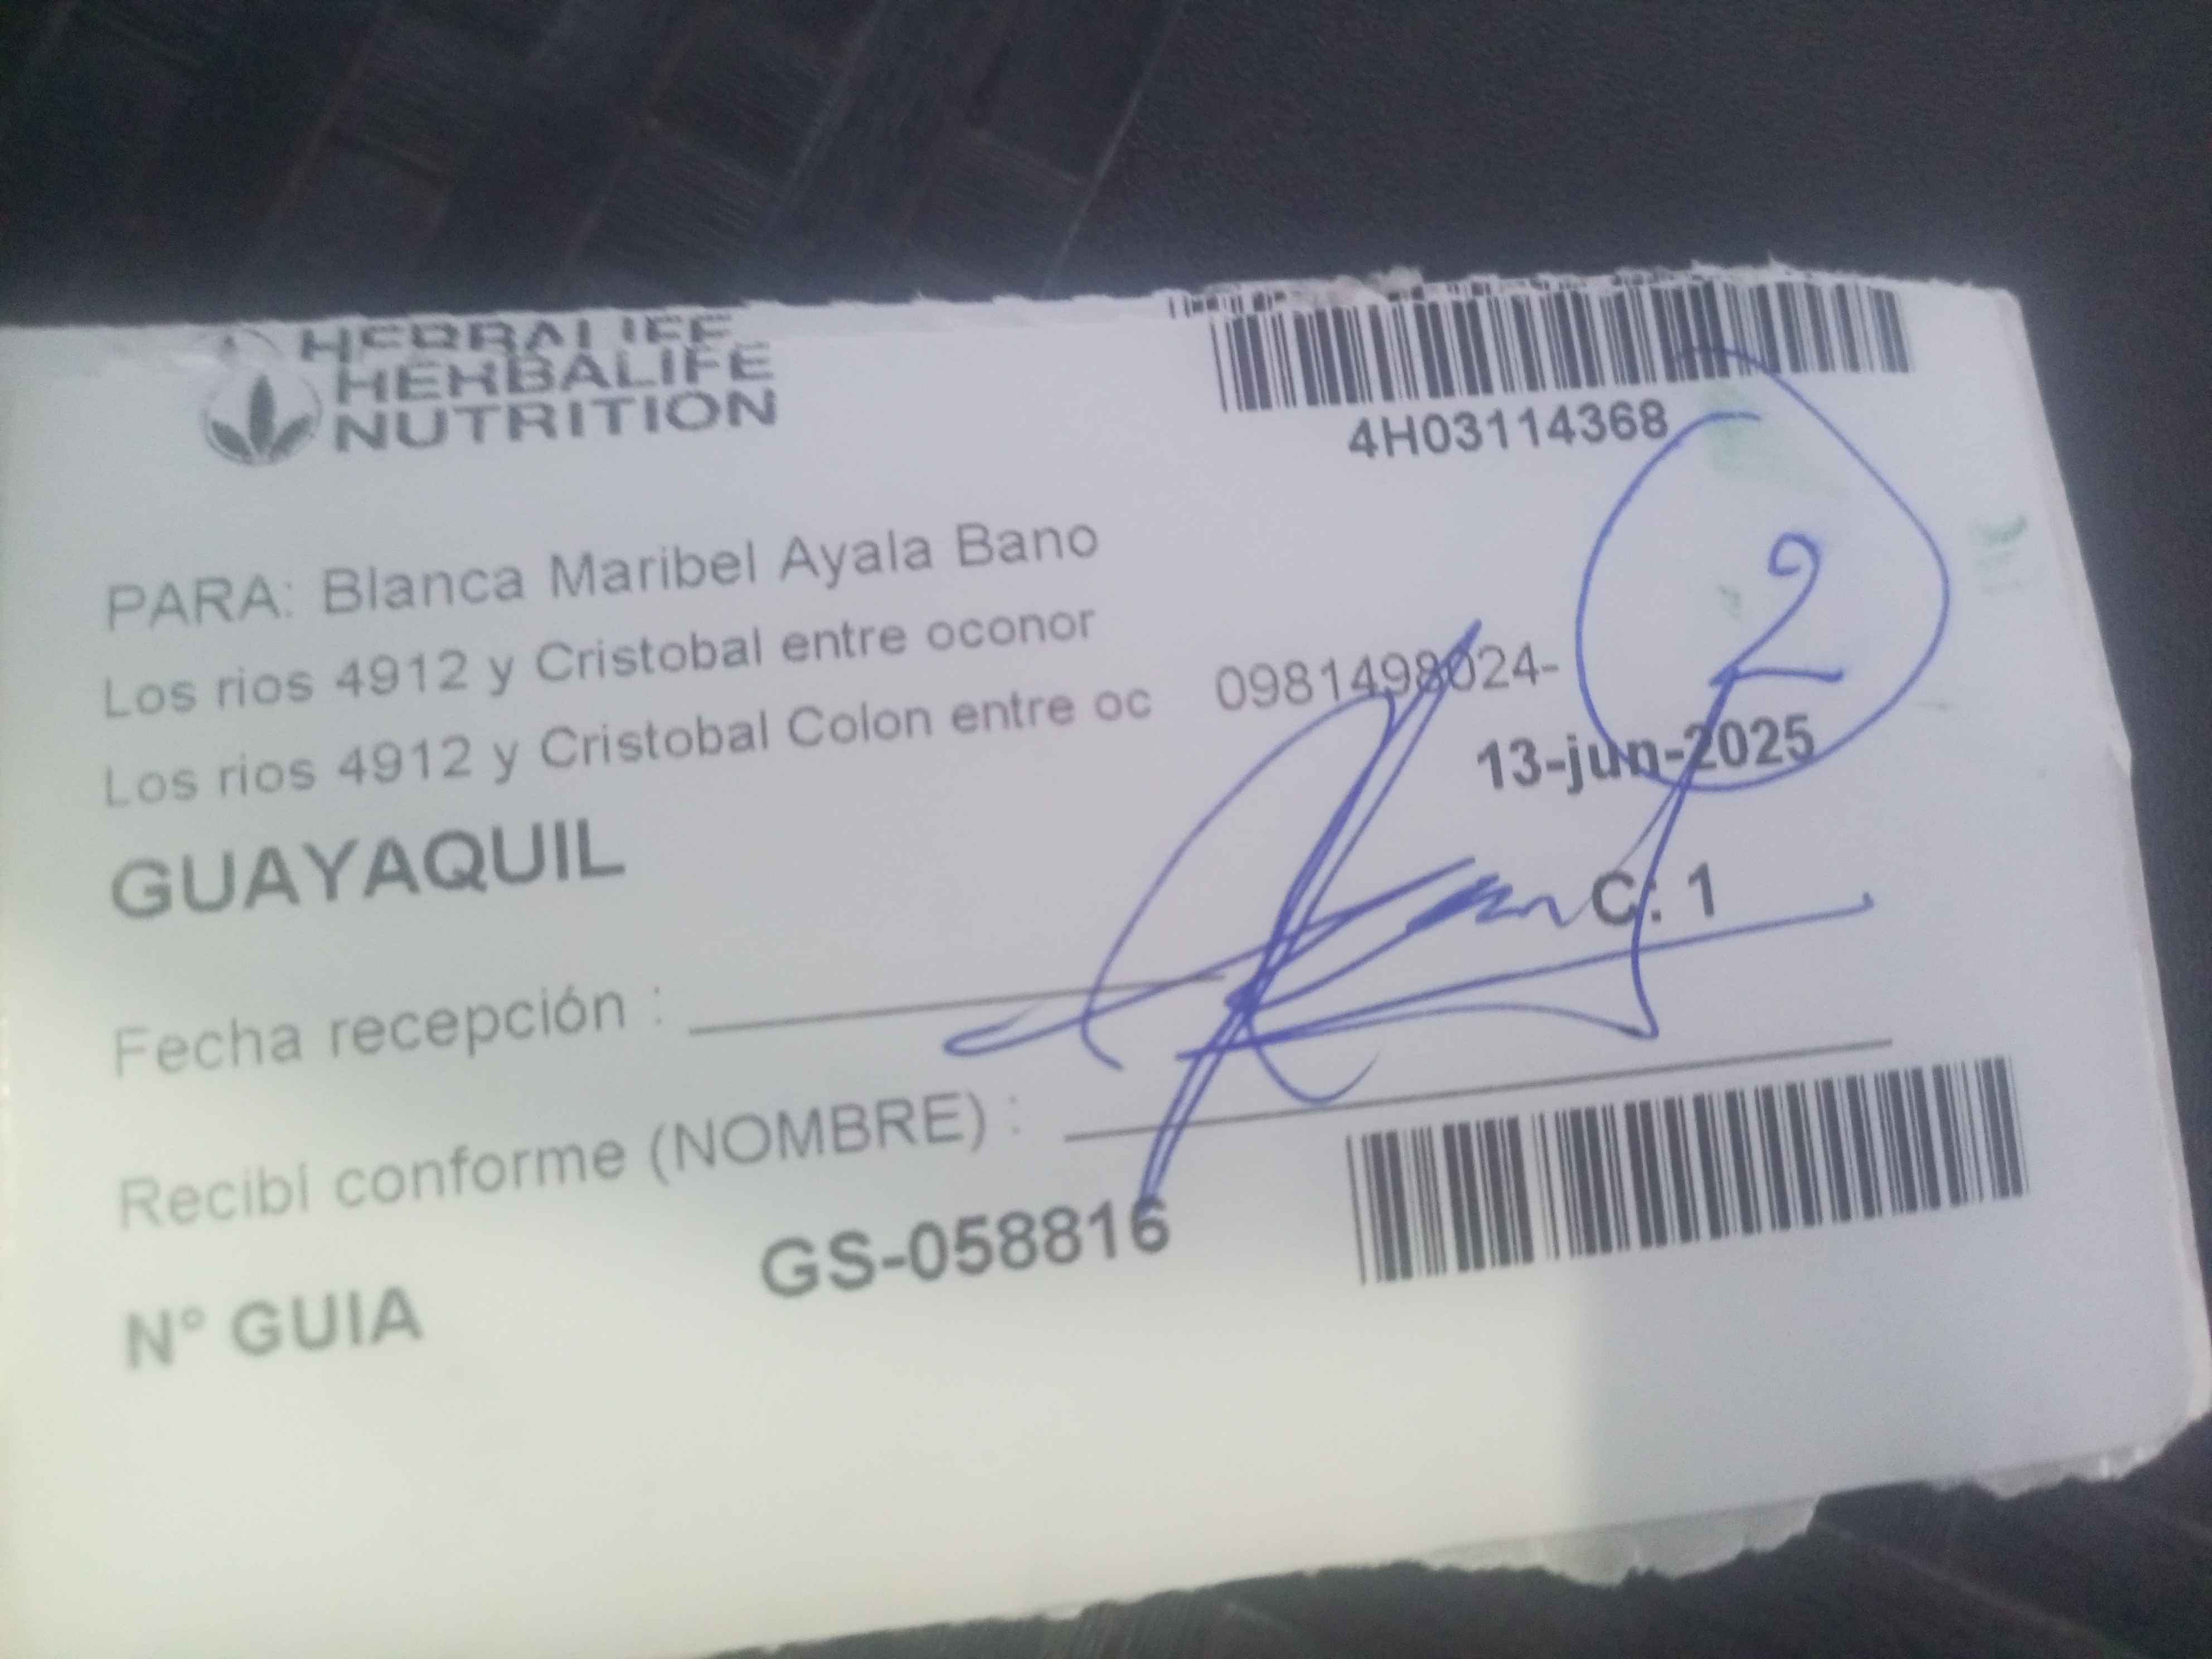 HERBALIFE
HERBALIFE
NUTRITION
4H03114368
PARA: Blanca Maribel Ayala Bano
Los rios 4912 y Cristobal entre oconor
Los rios 4912 y Cristobal Colon entre oc 0981498024-
2
13-jun-2025
GUAYAQUIL
C: 1
Fecha recepción :
Recibí conforme (NOMBRE) :
N° GUIA GS-058816